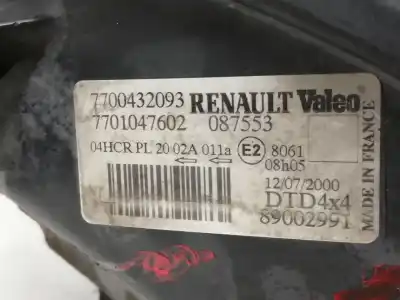 7700432093 RENAULT Valeo
7701047602 087553
04HCR PL 20 02A 011a E2 8061
08h05
12/07/2000
DTD4x4
89002991
MADE IN FRANCE